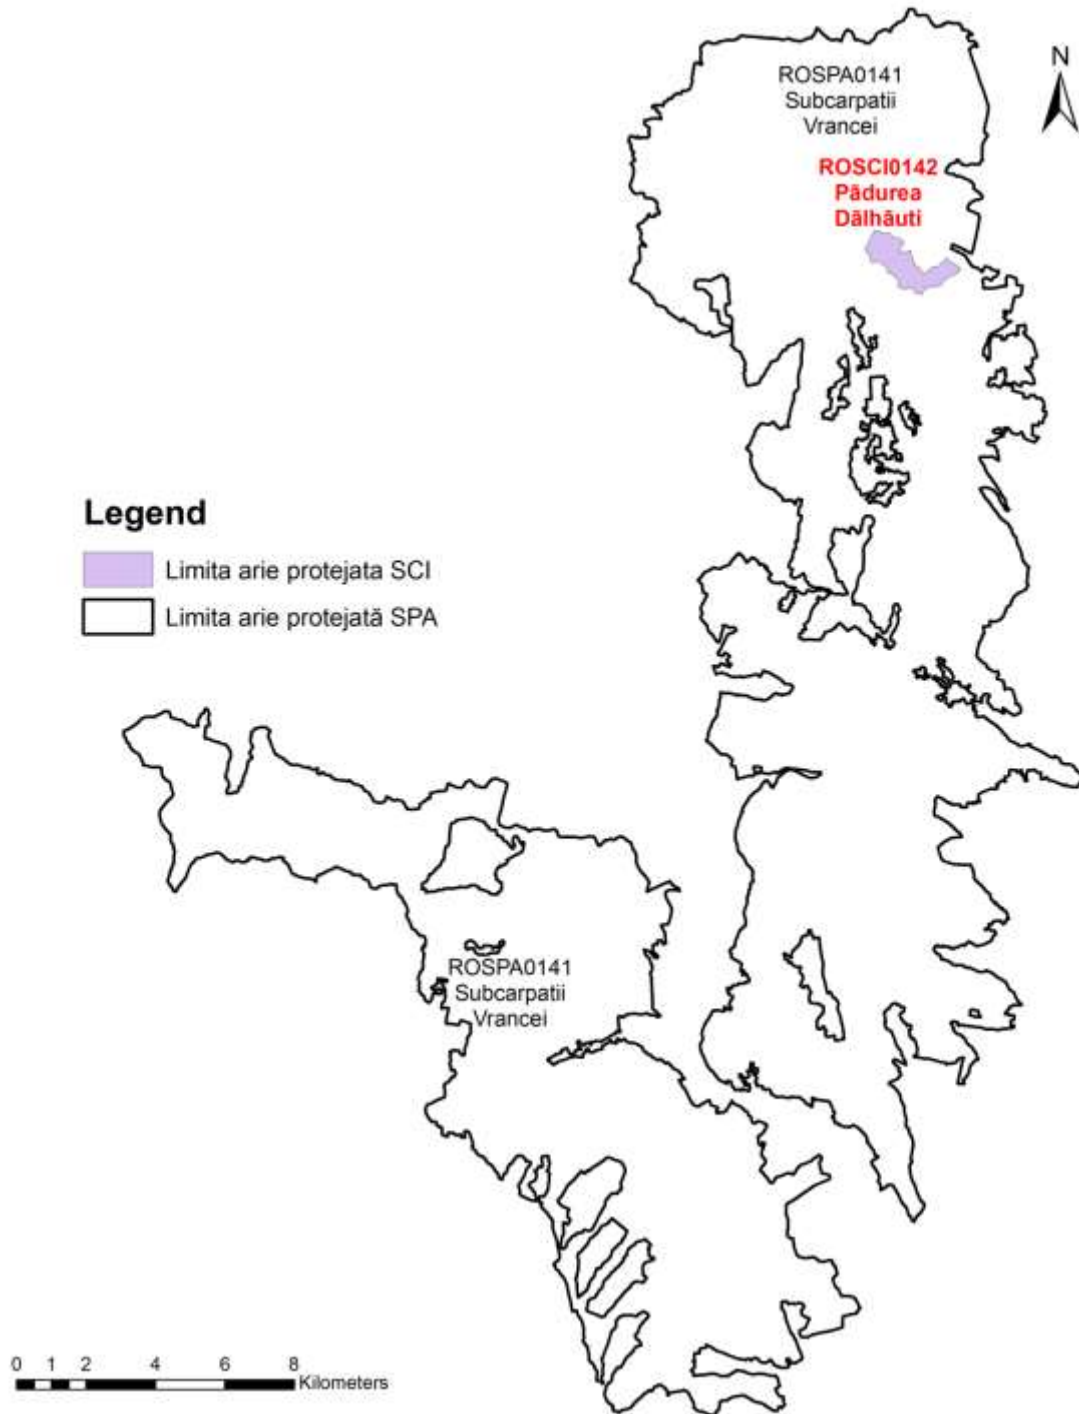 N
ROSPA0141
Subcarpatii
Vrancei
ROSCI0142
Pădurea
Dălhăuti
Legend
Limita arie protejata SCI
Limita arie protejată SPA
ROSPA0141
Subcarpatii
Vrancei
0 1 2 4 6 8
Kilometers